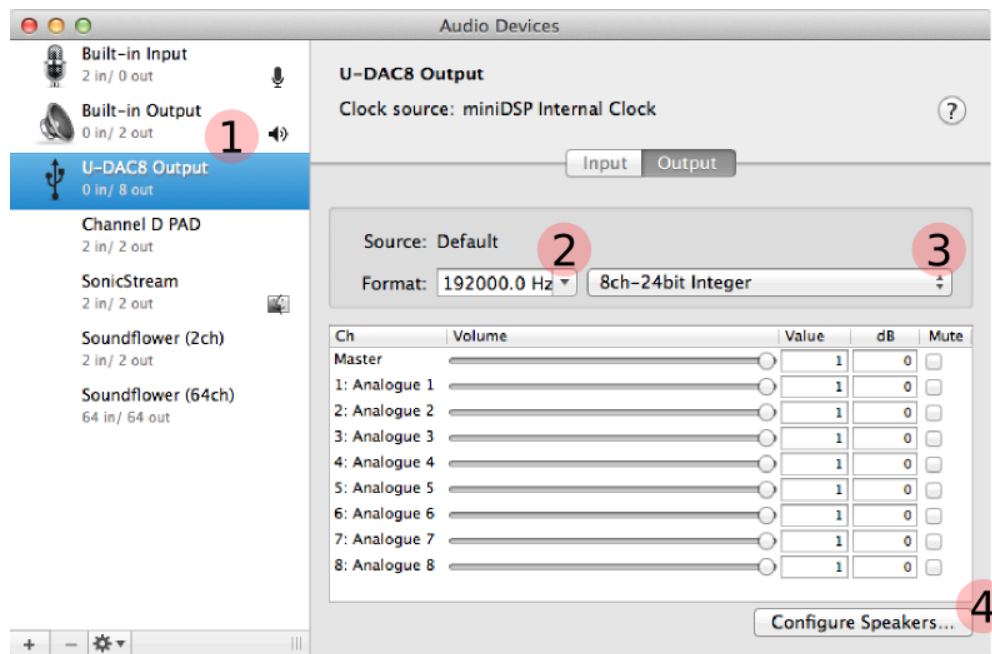 Audio Devices
Built-in Input
2 in/ 0 out
Built-in Output
0 in/ 2 out
1
U-DAC8 Output
0 in/ 8 out
Channel D PAD
2 in/ 2 out
SonicStream
2 in/ 2 out
Soundflower (2ch)
2 in/ 2 out
Soundflower (64ch)
64 in/ 64 out
U-DAC8 Output
Clock source: miniDSP Internal Clock
?
Input Output
Source: Default
2
3
Format: 192000.0 Hz 8ch-24bit Integer
Ch Volume Value dB Mute
Master 1 0
1: Analogue 1 1 0
2: Analogue 2 1 0
3: Analogue 3 1 0
4: Analogue 4 1 0
5: Analogue 5 1 0
6: Analogue 6 1 0
7: Analogue 7 1 0
8: Analogue 8 1 0
Configure Speakers...
4